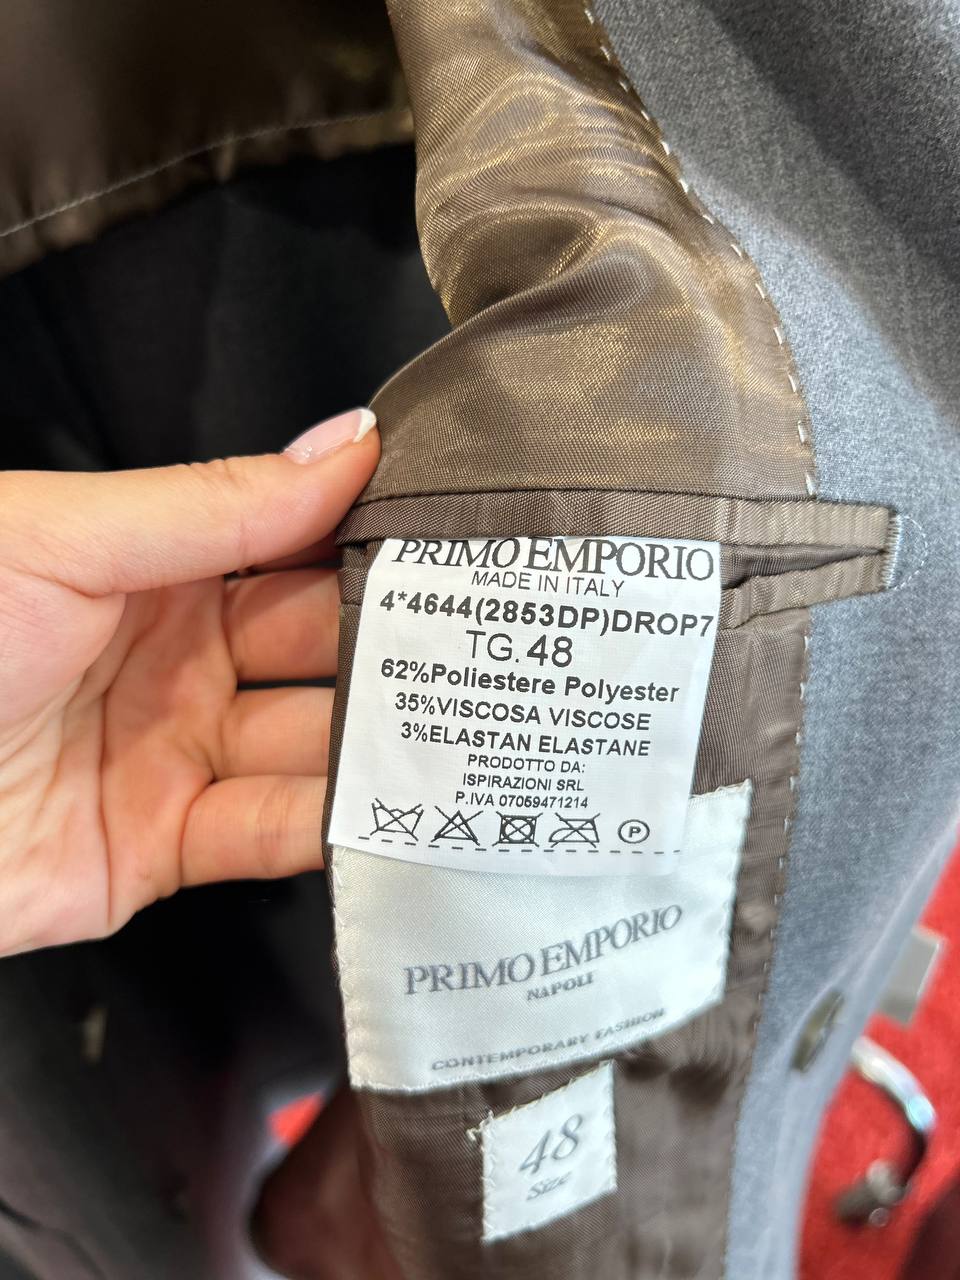 PRIMO EMPORIO
MADE IN ITALY
4*4644(2853DP)DROP7
TG. 48
62%Poliestere Polyester
35%VISCOSA VISCOSE
3%ELASTAN ELASTANE
PRODOTTO DA:
ISPIRAZIONI SRL
P.IVA 07059471214
P
PRIMO EMPORIO
NAPOLI
CONTEMPORARY FASHION
48
Size